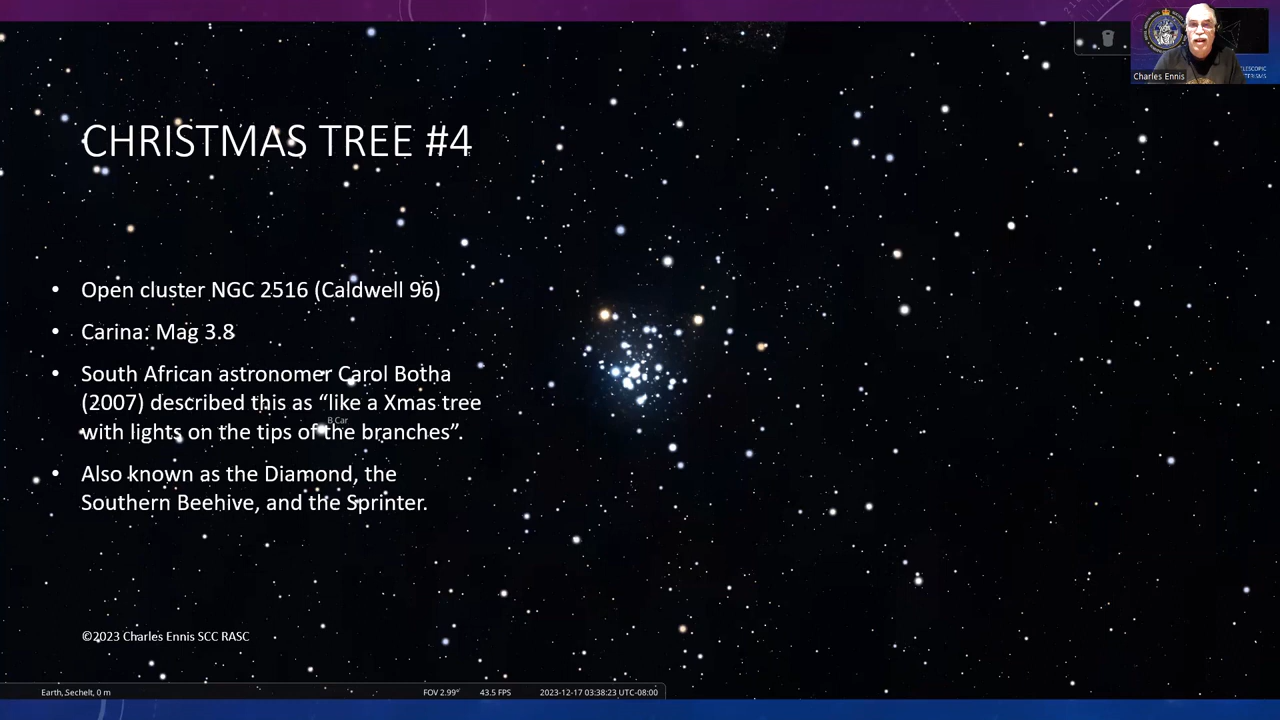 Charles Ennis
CHRISTMAS TREE #4
• Open cluster NGC 2516 (Caldwell 96)
• Carina: Mag 3.8
• South African astronomer Carol Botha
(2007) described this as “like a Xmas tree
with lights on the tips of the branches”.
B Car
• Also known as the Diamond, the
Southern Beehive, and the Sprinter.
©2023 Charles Ennis SCC RASC
Earth, Sechelt, 0 m FOV 2.99° 43.5 FPS 2023-12-17 03:38:23 UTC-08:00